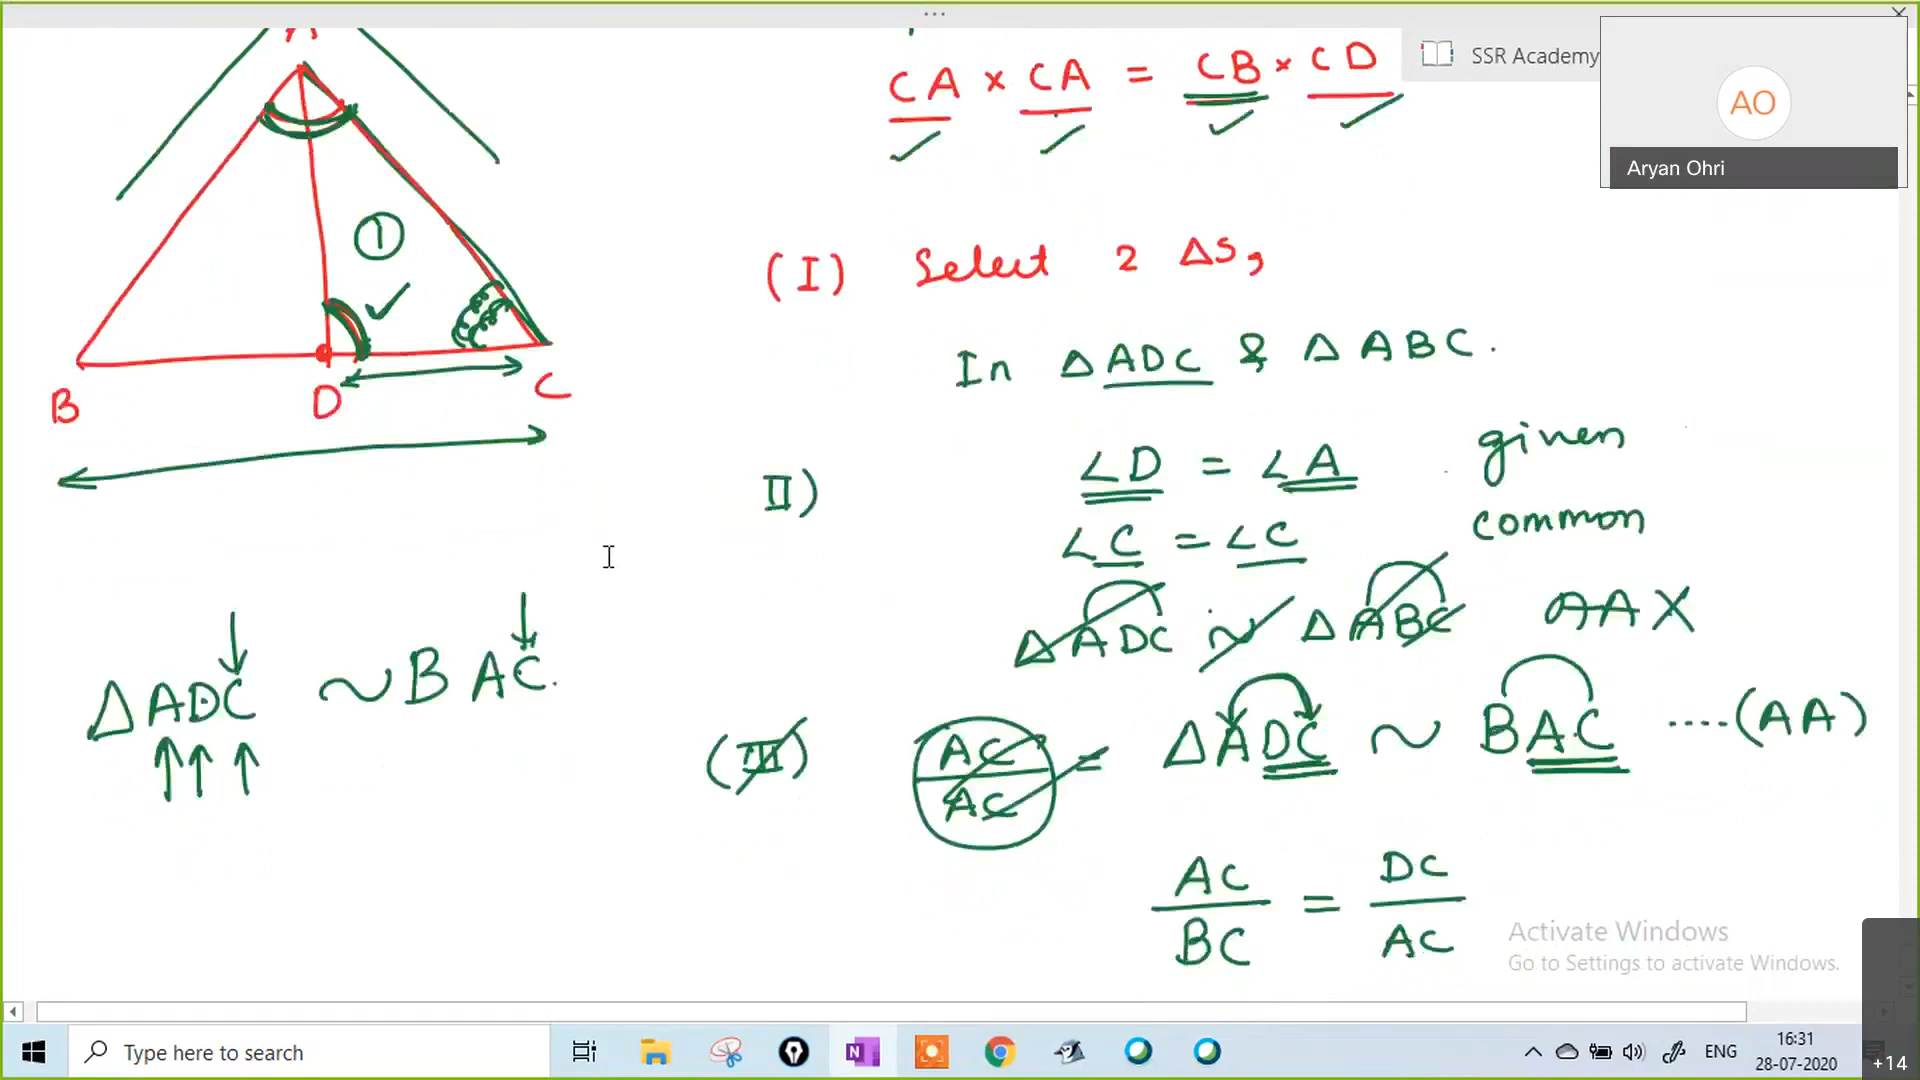 ...
A
CA × CA = CB × CD
SSR Academy
AO
Aryan Ohri
1
B
D
C
(I) Select 2 ΔS,
In ΔADC & ΔABC.
II) ∠D = ∠A given
∠C = ∠C common
ΔADC ~ ΔABC AA X
ΔADC ~ BAC.
(III) AC/AC = ΔADC ~ BAC ....(AA)
AC/BC = DC/AC
Activate Windows
Go to Settings to activate Windows.
Type here to search
ENG
16:31
28-07-2020
+14